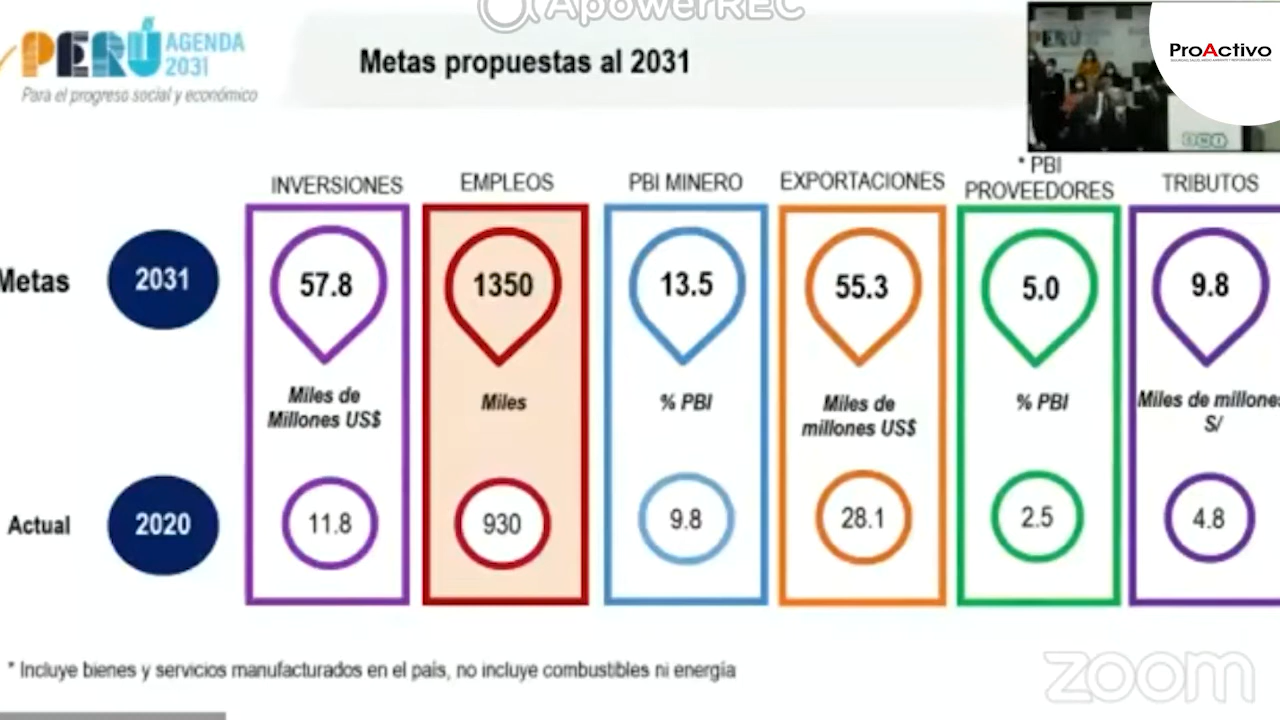 ApowerREC
PERÚ AGENDA
2031
Para el progreso social y económico
Metas propuestas al 2031
ProActivo
INVERSIONES
EMPLEOS
PBI MINERO
EXPORTACIONES
* PBI
PROVEEDORES
TRIBUTOS
Metas
2031
57.8
1350
13.5
55.3
5.0
9.8
Miles de
Millones US$
Miles
% PBI
Miles de
millones US$
% PBI
Miles de millones
S/
Actual
2020
11.8
930
9.8
28.1
2.5
4.8
* Incluye bienes y servicios manufacturados en el país, no incluye combustibles ni energía
zoom